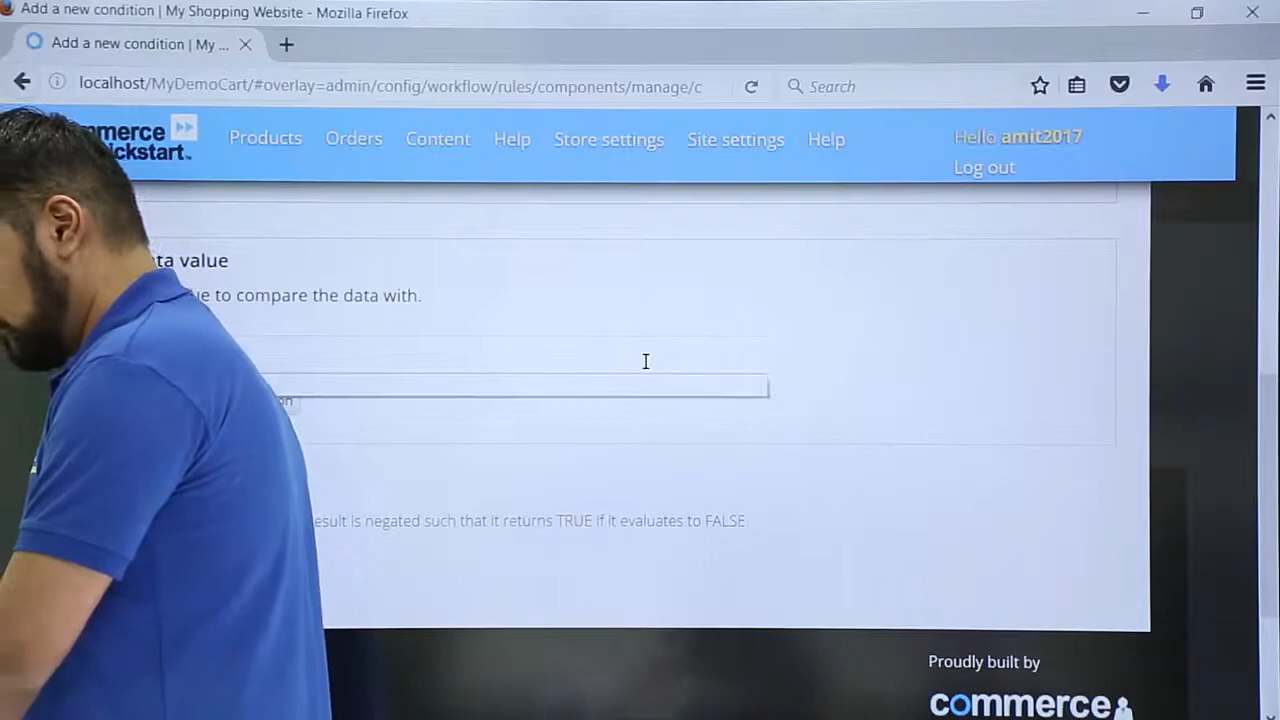 Add a new condition | My Shopping Website - Mozilla Firefox
Add a new condition | My ...
localhost/MyDemoCart/#overlay=admin/config/workflow/rules/components/manage/c
Search
mmerce
ickstart™
Products
Orders
Content
Help
Store settings
Site settings
Help
Hello amit2017
Log out
ta value
ue to compare the data with.
on
esult is negated such that it returns TRUE if it evaluates to FALSE.
Proudly built by
commerce